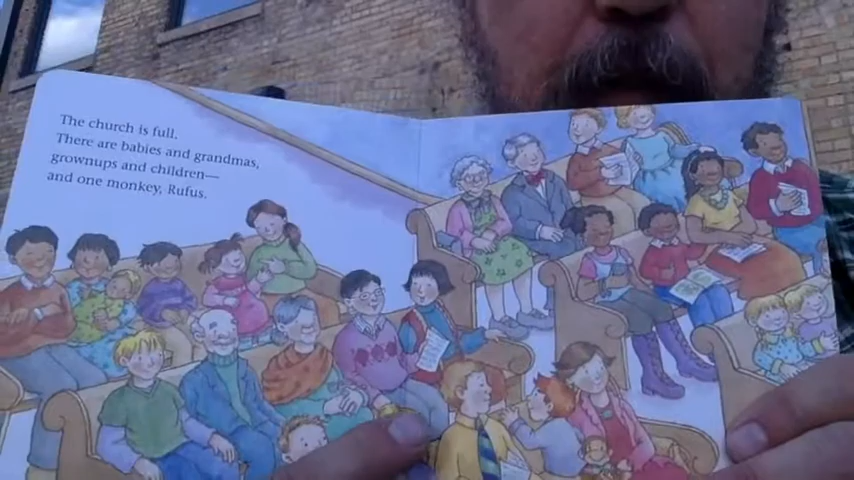 The church is full.
There are babies and grandmas,
grownups and children—
and one monkey, Rufus.